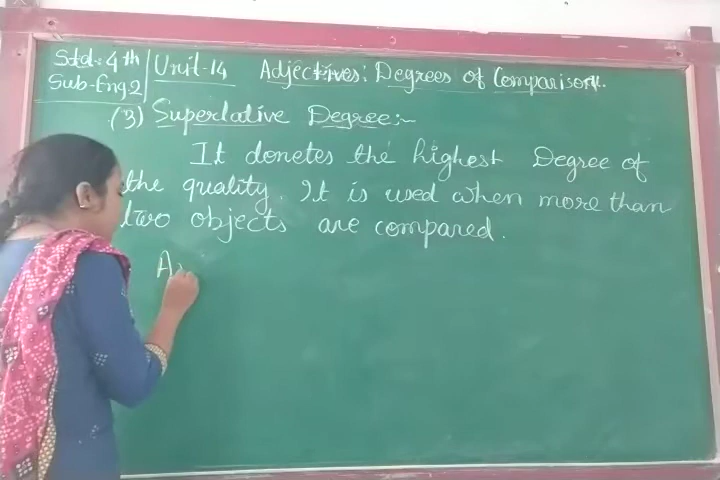 Std:- 4th
Sub-Eng2
Unit-14
Adjectives: Degrees of Comparison.
(3) Superlative Degree:-
It donetes the highest Degree of
the quality. It is used when more than
two objects are compared.
A